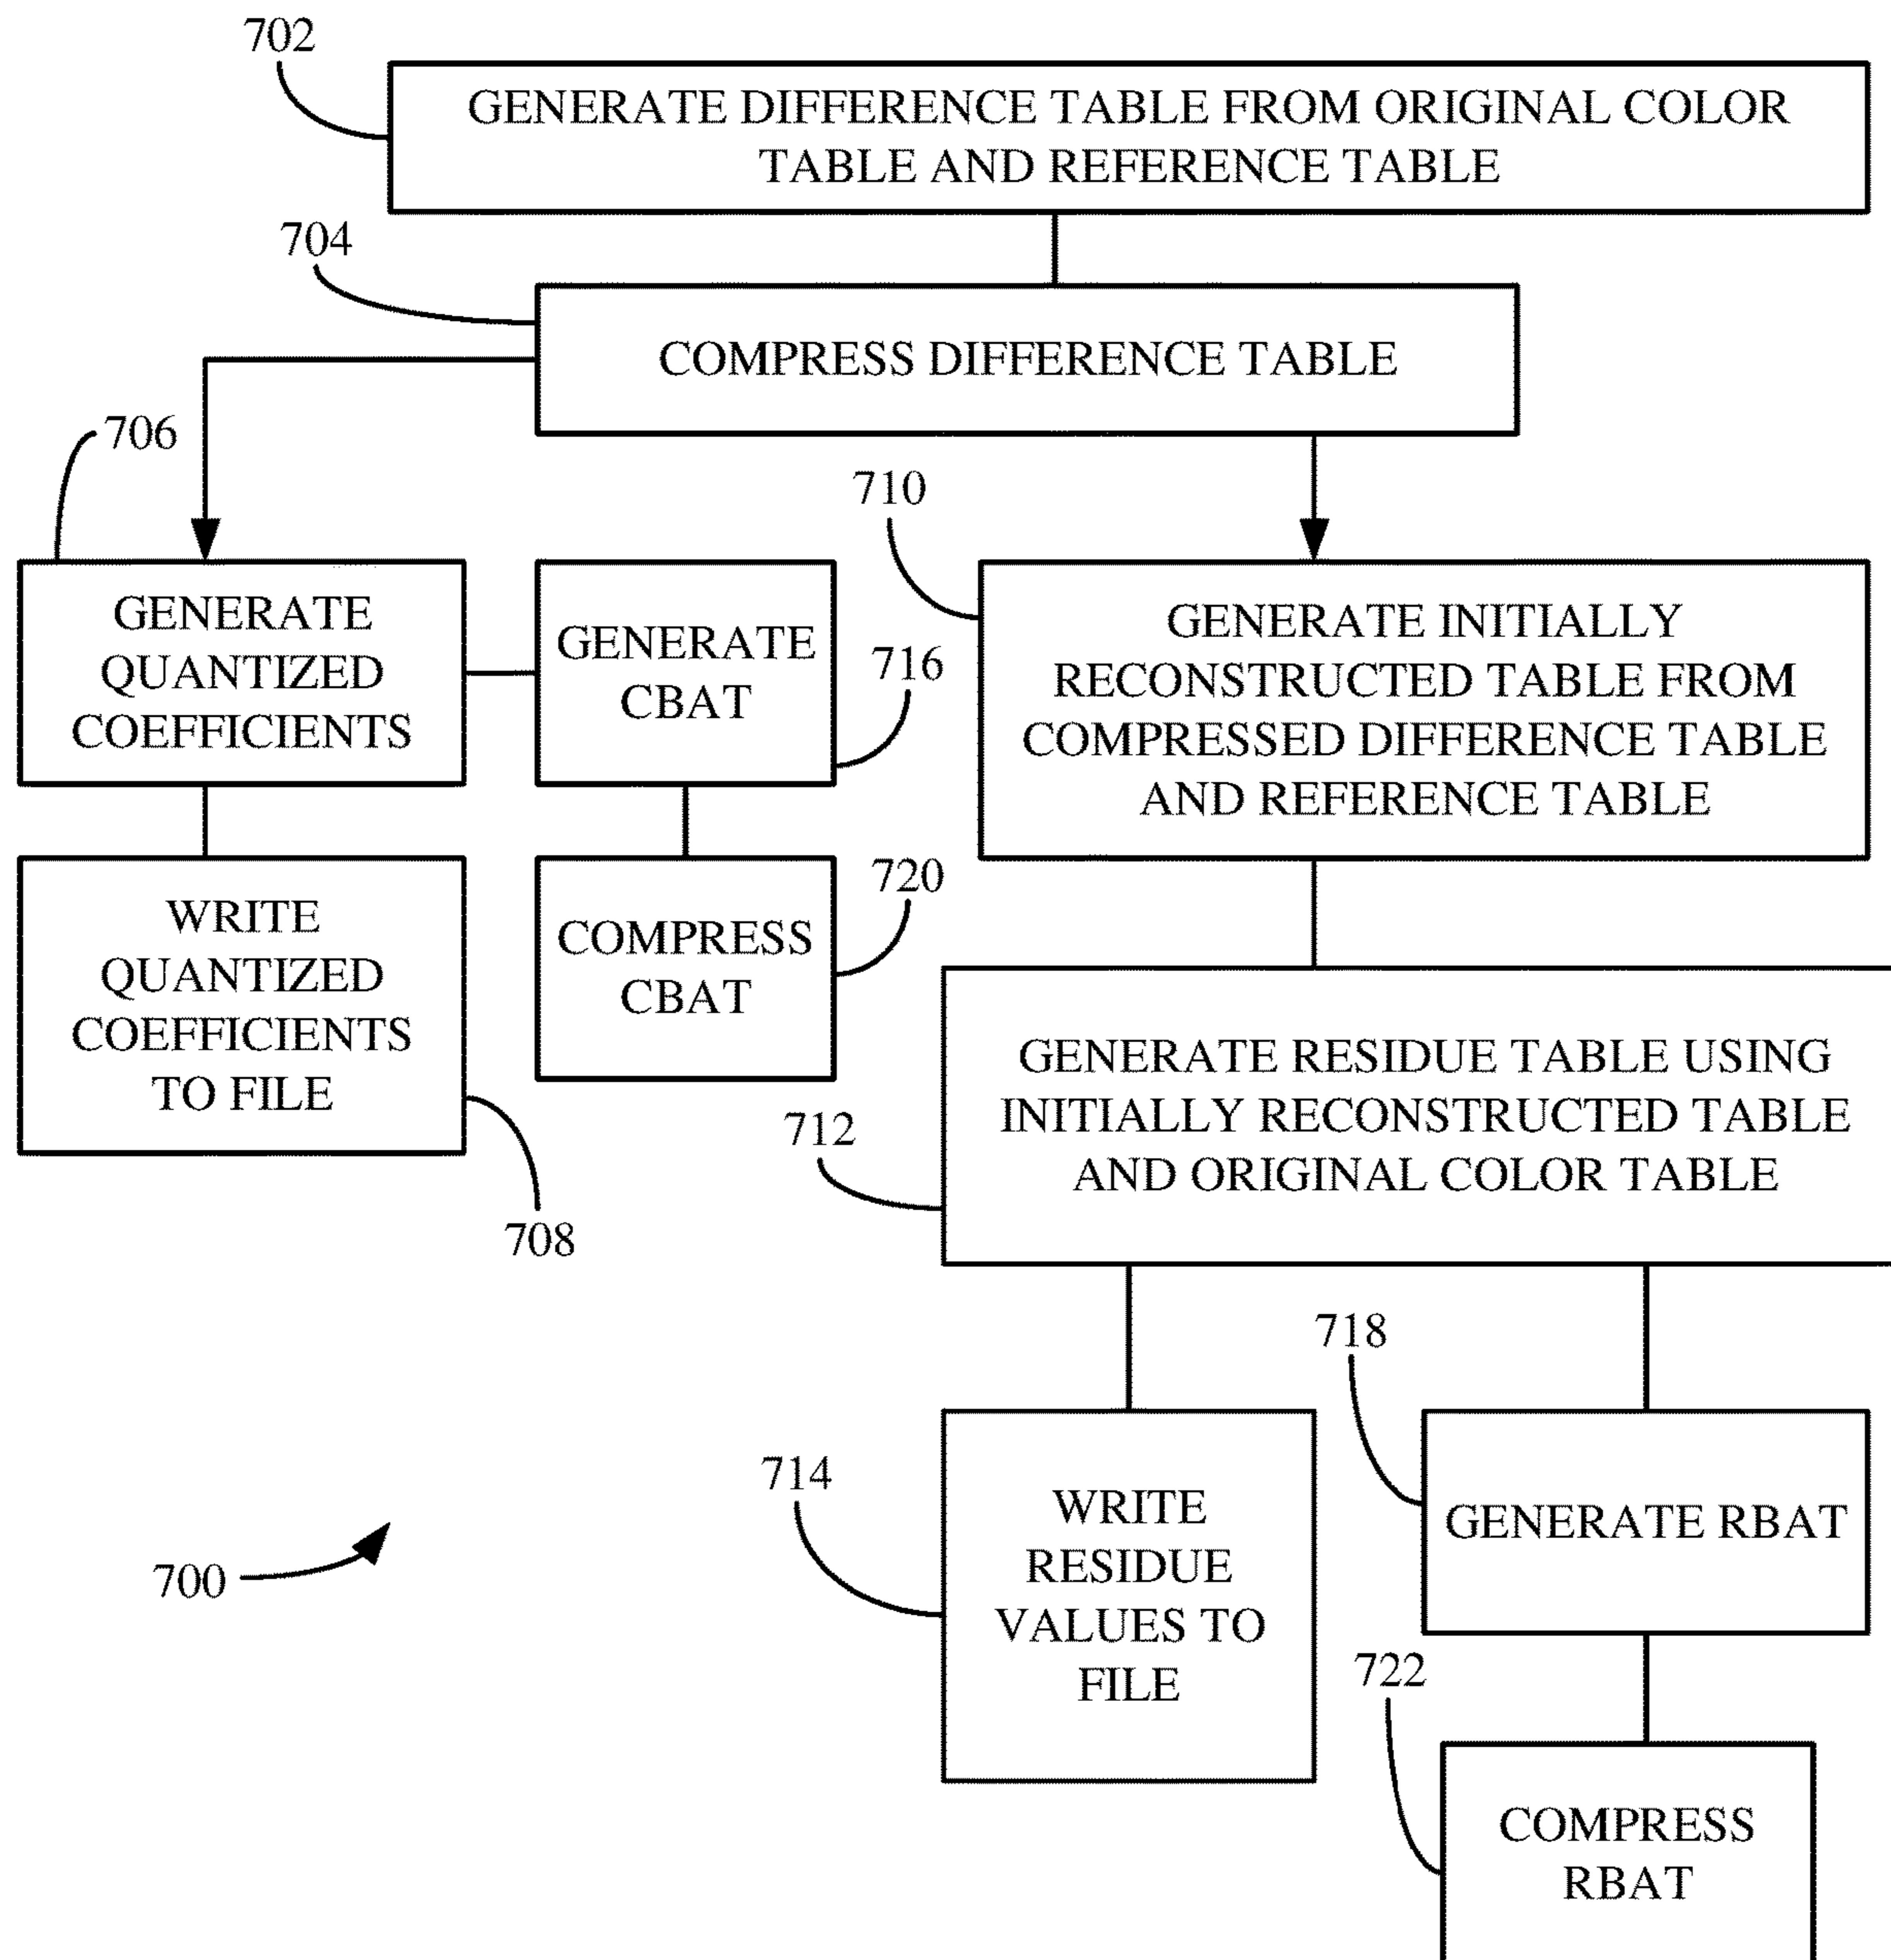 702
GENERATE DIFFERENCE TABLE FROM ORIGINAL COLOR
TABLE AND REFERENCE TABLE
704
COMPRESS DIFFERENCE TABLE
706
GENERATE
QUANTIZED
COEFFICIENTS
GENERATE
CBAT
716
710
GENERATE INITIALLY
RECONSTRUCTED TABLE FROM
COMPRESSED DIFFERENCE TABLE
AND REFERENCE TABLE
WRITE
QUANTIZED
COEFFICIENTS
TO FILE
708
COMPRESS
CBAT
720
712
GENERATE RESIDUE TABLE USING
INITIALLY RECONSTRUCTED TABLE
AND ORIGINAL COLOR TABLE
714
WRITE
RESIDUE
VALUES TO
FILE
718
GENERATE RBAT
722
COMPRESS
RBAT
700